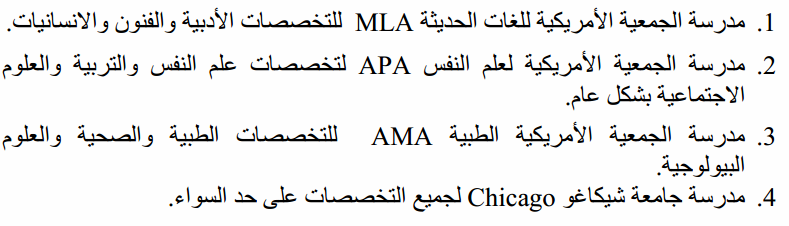 1. مدرسة الجمعية الأمريكية للغات الحديثة MLA للتخصصات الأدبية والفنون والانسانيات.
2. مدرسة الجمعية الأمريكية لعلم النفس APA لتخصصات علم النفس والتربية والعلوم
الاجتماعية بشكل عام.
3. مدرسة الجمعية الأمريكية الطبية AMA للتخصصات الطبية والصحية والعلوم
البيولوجية.
4. مدرسة جامعة شيكاغو Chicago لجميع التخصصات على حد السواء.